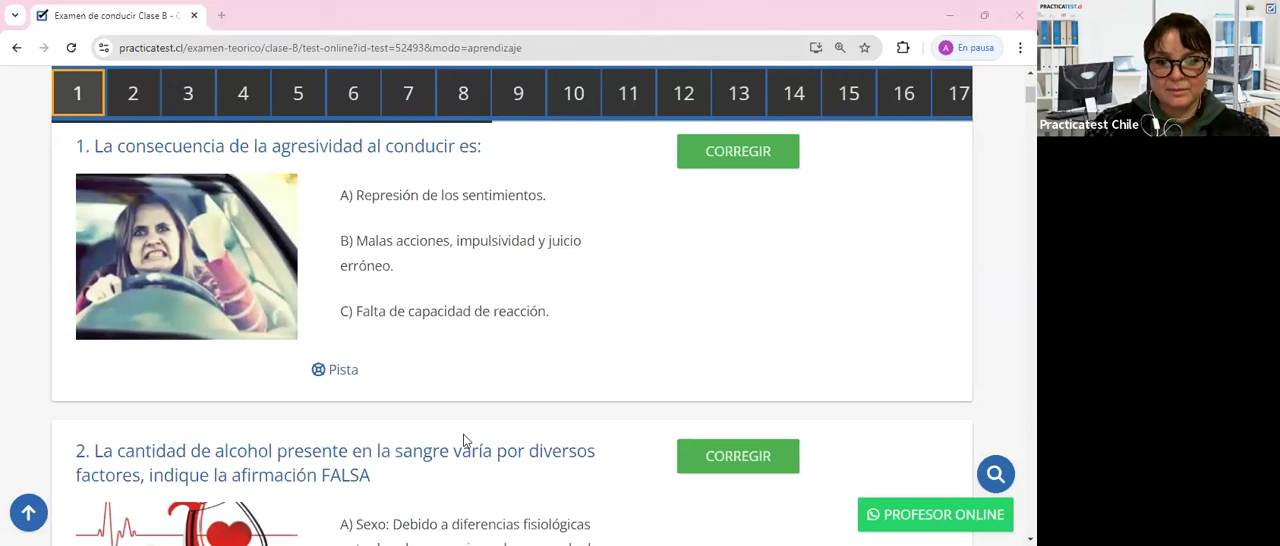 Examen de conducir Clase B - C
practicatest.cl/examen-teorico/clase-B/test-online?id-test=52493&modo=aprendizaje
A En pausa
PRACTICATEST.cl
Practicatest Chile
1 2 3 4 5 6 7 8 9 10 11 12 13 14 15 16 17
1. La consecuencia de la agresividad al conducir es:
CORREGIR
A) Represión de los sentimientos.
B) Malas acciones, impulsividad y juicio
erróneo.
C) Falta de capacidad de reacción.
Pista
2. La cantidad de alcohol presente en la sangre varía por diversos
factores, indique la afirmación FALSA
CORREGIR
A) Sexo: Debido a diferencias fisiológicas
PROFESOR ONLINE